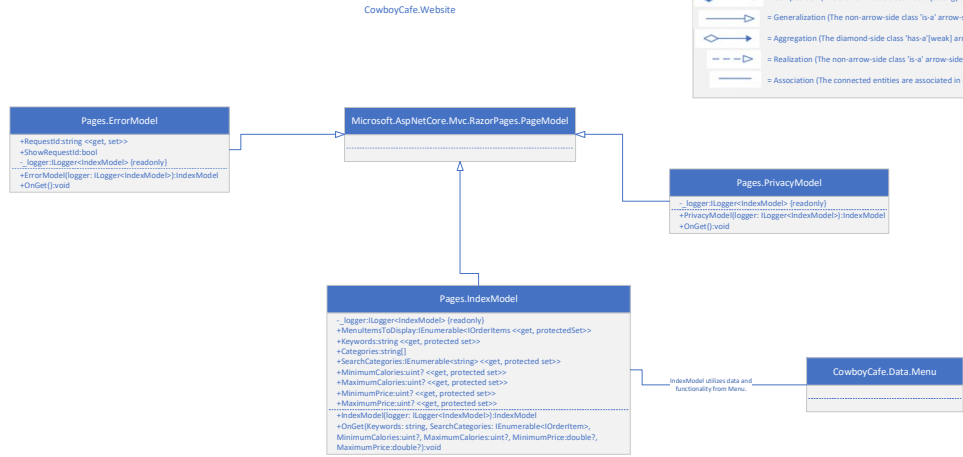 CowboyCafe.Website
= Generalization (The non-arrow-side class 'is-a' arrow-s
= Aggregation (The diamond-side class 'has-a'[weak] arr
= Realization (The non-arrow-side class 'is-a' arrow-side
= Association (The connected entities are associated in
Pages.ErrorModel
+RequestId:string <<get, set>>
+ShowRequestId:bool
-_logger:ILogger<IndexModel> {readonly}
+ErrorModel(logger: ILogger<IndexModel>):IndexModel
+OnGet():void
Microsoft.AspNetCore.Mvc.RazorPages.PageModel
Pages.PrivacyModel
-_logger:ILogger<IndexModel> {readonly}
+PrivacyModel(logger: ILogger<IndexModel>):IndexModel
+OnGet():void
Pages.IndexModel
-_logger:ILogger<IndexModel> {readonly}
+MenuItemsToDisplay:IEnumerable<IOrderItems <<get, protectedSet>>
+Keywords:string <<get, protected set>>
+Categories:string[]
+SearchCategories:IEnumerable<string> <<get, protected set>>
+MinimumCalories:uint? <<get, protected set>>
+MaximumCalories:uint? <<get, protected set>>
+MinimumPrice:uint? <<get, protected set>>
+MaximumPrice:uint? <<get, protected set>>
+IndexModel(logger: ILogger<IndexModel>):IndexModel
+OnGet(Keywords: string, SearchCategories: IEnumerable<IOrderItem>,
MinimumCalories:uint?, MaximumCalories:uint?, MinimumPrice:double?,
MaximumPrice:double?):void
IndexModel utilizes data and
functionality from Menu.
CowboyCafe.Data.Menu